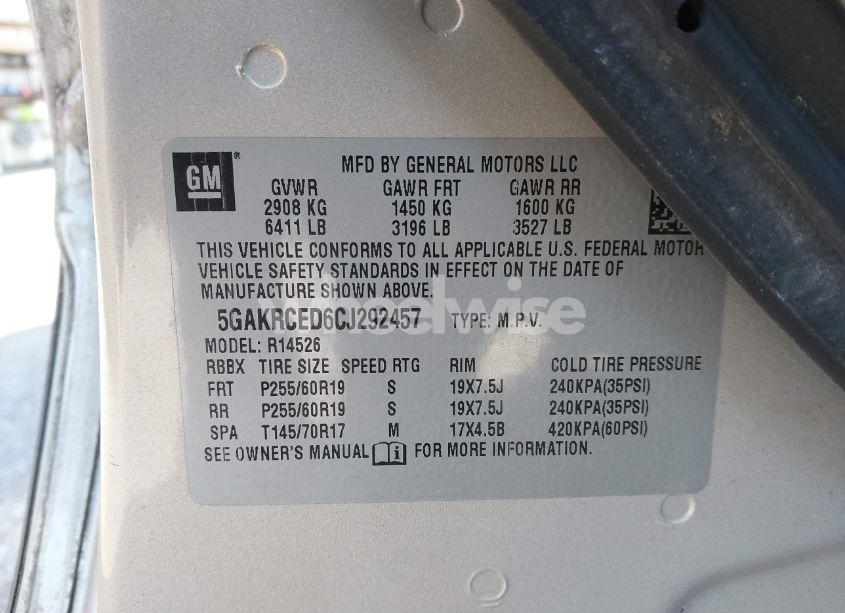 GM ® MFD BY GENERAL MOTORS LLC
GVWR GAWR FRT GAWR RR
2908 KG 1450 KG 1600 KG
6411 LB 3196 LB 3527 LB
THIS VEHICLE CONFORMS TO ALL APPLICABLE U.S. FEDERAL MOTOR
VEHICLE SAFETY STANDARDS IN EFFECT ON THE DATE OF
MANUFACTURE SHOWN ABOVE.
Wheelwise
5GAKRCED6CJ292457 TYPE: M.P.V.
MODEL: R14526
RBBX TIRE SIZE SPEED RTG RIM COLD TIRE PRESSURE
FRT P255/60R19 S 19X7.5J 240KPA(35PSI)
RR P255/60R19 S 19X7.5J 240KPA(35PSI)
SPA T145/70R17 M 17X4.5B 420KPA(60PSI)
SEE OWNER'S MANUAL i FOR MORE INFORMATION.